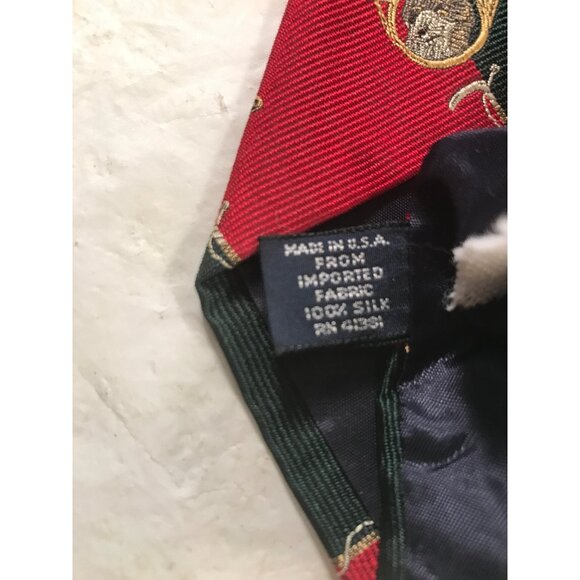 MADE IN U.S.A.
FROM
IMPORTED
FABRIC
100% SILK
RN 41381